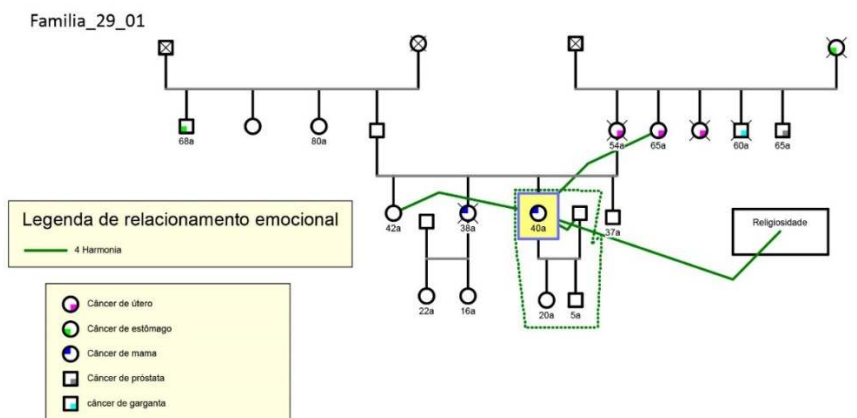 Familia_29_01
68a
80a
54a
65a
60a
65a
42a
38a
40a
37a
22a
16a
20a
5a
Religiosidade
Legenda de relacionamento emocional
4 Harmonia
Câncer de útero
Câncer de estômago
Câncer de mama
Câncer de próstata
câncer de garganta